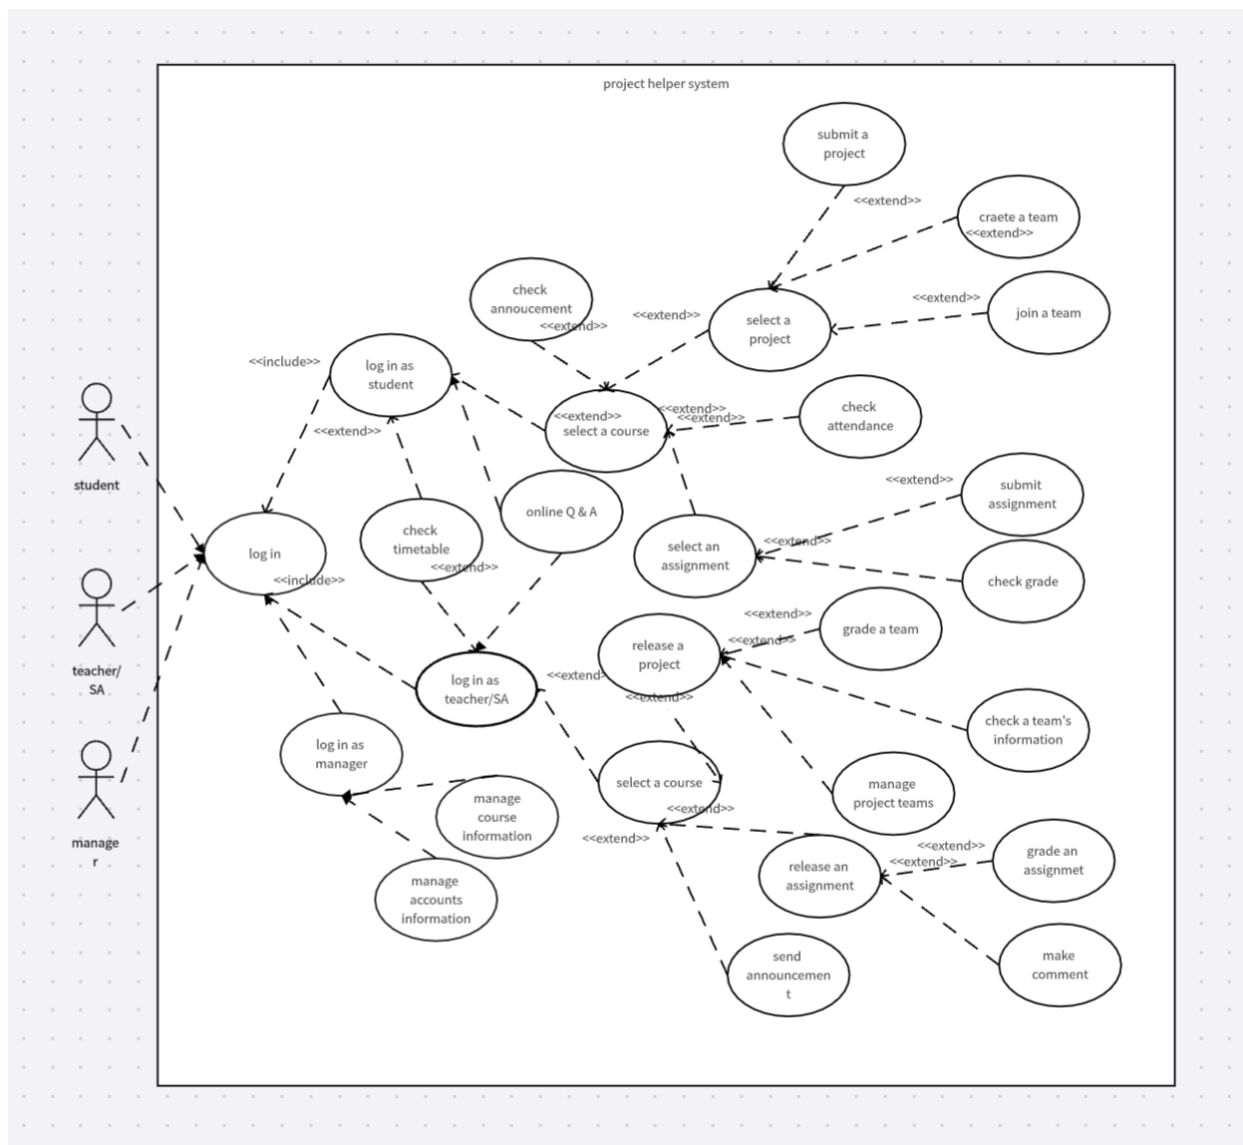 project helper system
submit a
project
<<extend>>
craete a team
<<extend>>
check
annoucement
<<extend>>
<<extend>>
select a
project
<<extend>>
join a team
<<include>>
log in as
student
<<extend>>
<<extend>>
select a course
<<extend>>
<<extend>>
check
attendance
student
log in
<<include>>
check
timetable
<<extend>>
online Q & A
select an
assignment
<<extend>>
<<extend>>
submit
assignment
check grade
teacher/
SA
log in as
teacher/SA
<<extend>
release a
project
<<extend>>
<<extend>>
<<extend>>
grade a team
check a team's
information
manage
r
log in as
manager
manage
course
information
manage
accounts
information
select a course
<<extend>>
<<extend>>
manage
project teams
release an
assignment
<<extend>>
<<extend>>
grade an
assignmet
send
announcemen
t
make
comment